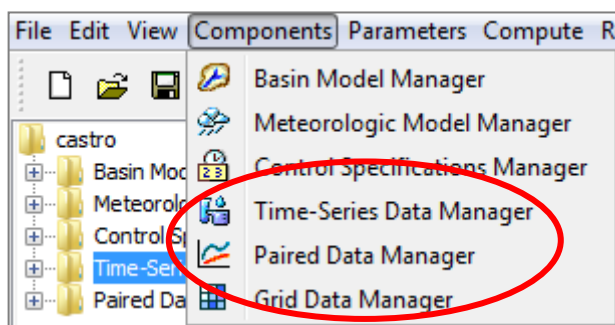 File Edit View Components Parameters Compute R
Basin Model Manager
Meteorologic Model Manager
Control Specifications Manager
Time-Series Data Manager
Paired Data Manager
Grid Data Manager
castro
Basin Mod
Meteorolo
Control Sp
Time-Seri
Paired Da